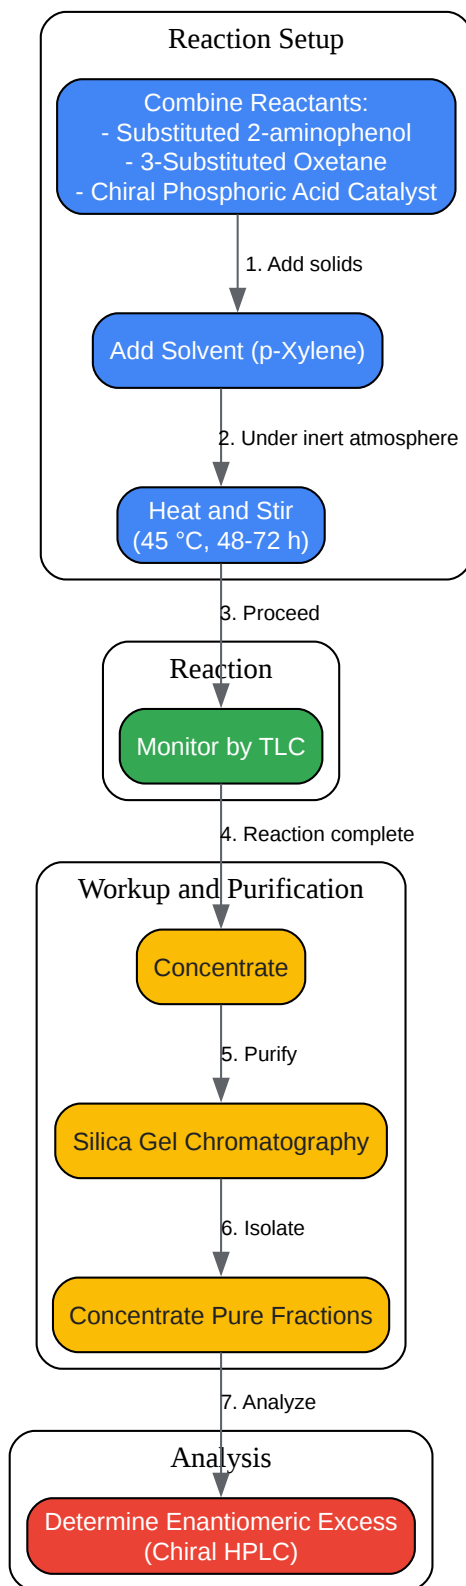 Reaction Setup
Combine Reactants:
- Substituted 2-aminophenol
- 3-Substituted Oxetane
- Chiral Phosphoric Acid Catalyst
1. Add solids
Add Solvent (p-Xylene)
2. Under inert atmosphere
Heat and Stir
(45 °C, 48-72 h)
3. Proceed
Reaction
Monitor by TLC
4. Reaction complete
Workup and Purification
Concentrate
5. Purify
Silica Gel Chromatography
6. Isolate
Concentrate Pure Fractions
7. Analyze
Analysis
Determine Enantiomeric Excess
(Chiral HPLC)